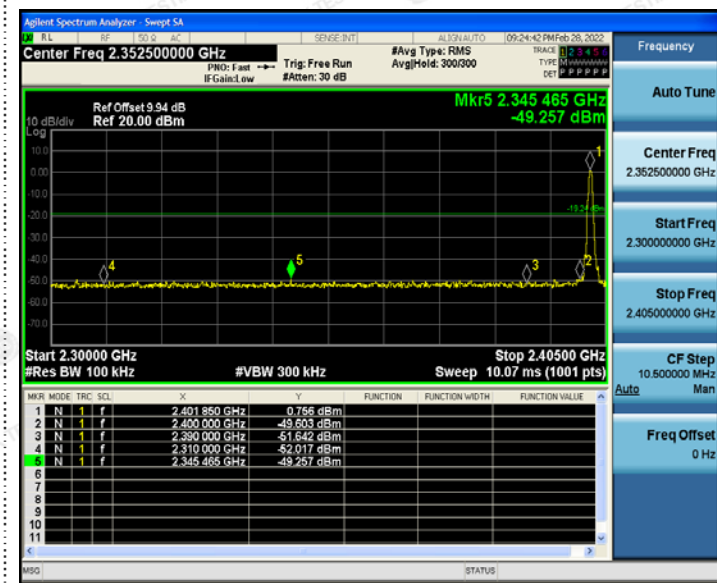 Agilent Spectrum Analyzer - Swept SA
RL RF 50 Ω AC SENSE:INT ALIGN AUTO 09:24:42 PM Feb 28, 2022
Center Freq 2.352500000 GHz
PNO: Fast
IFGain:Low
Trig: Free Run
#Atten: 30 dB
#Avg Type: RMS
Avg|Hold: 300/300
TRACE 1 2 3 4 5 6
TYPE M
DET P P P P P P
Ref Offset 9.94 dB
Ref 20.00 dBm
10 dB/div
Log
Mkr5 2.345 465 GHz
-49.257 dBm
10.0
0.00
-10.0
-20.0
-30.0
-40.0
-50.0
-60.0
-70.0
-19.24 dBm
1
2
3
4
5
Start 2.30000 GHz Stop 2.40500 GHz
#Res BW 100 kHz #VBW 300 kHz Sweep 10.07 ms (1001 pts)
MKR MODE TRC SCL X Y FUNCTION FUNCTION WIDTH FUNCTION VALUE
1 N 1 f 2.401 850 GHz 0.756 dBm
2 N 1 f 2.400 000 GHz -49.603 dBm
3 N 1 f 2.390 000 GHz -51.642 dBm
4 N 1 f 2.310 000 GHz -52.017 dBm
5 N 1 f 2.345 465 GHz -49.257 dBm
6
7
8
9
10
11
MSG STATUS
Frequency
Auto Tune
Center Freq
2.352500000 GHz
Start Freq
2.300000000 GHz
Stop Freq
2.405000000 GHz
CF Step
10.500000 MHz
Auto Man
Freq Offset
0 Hz